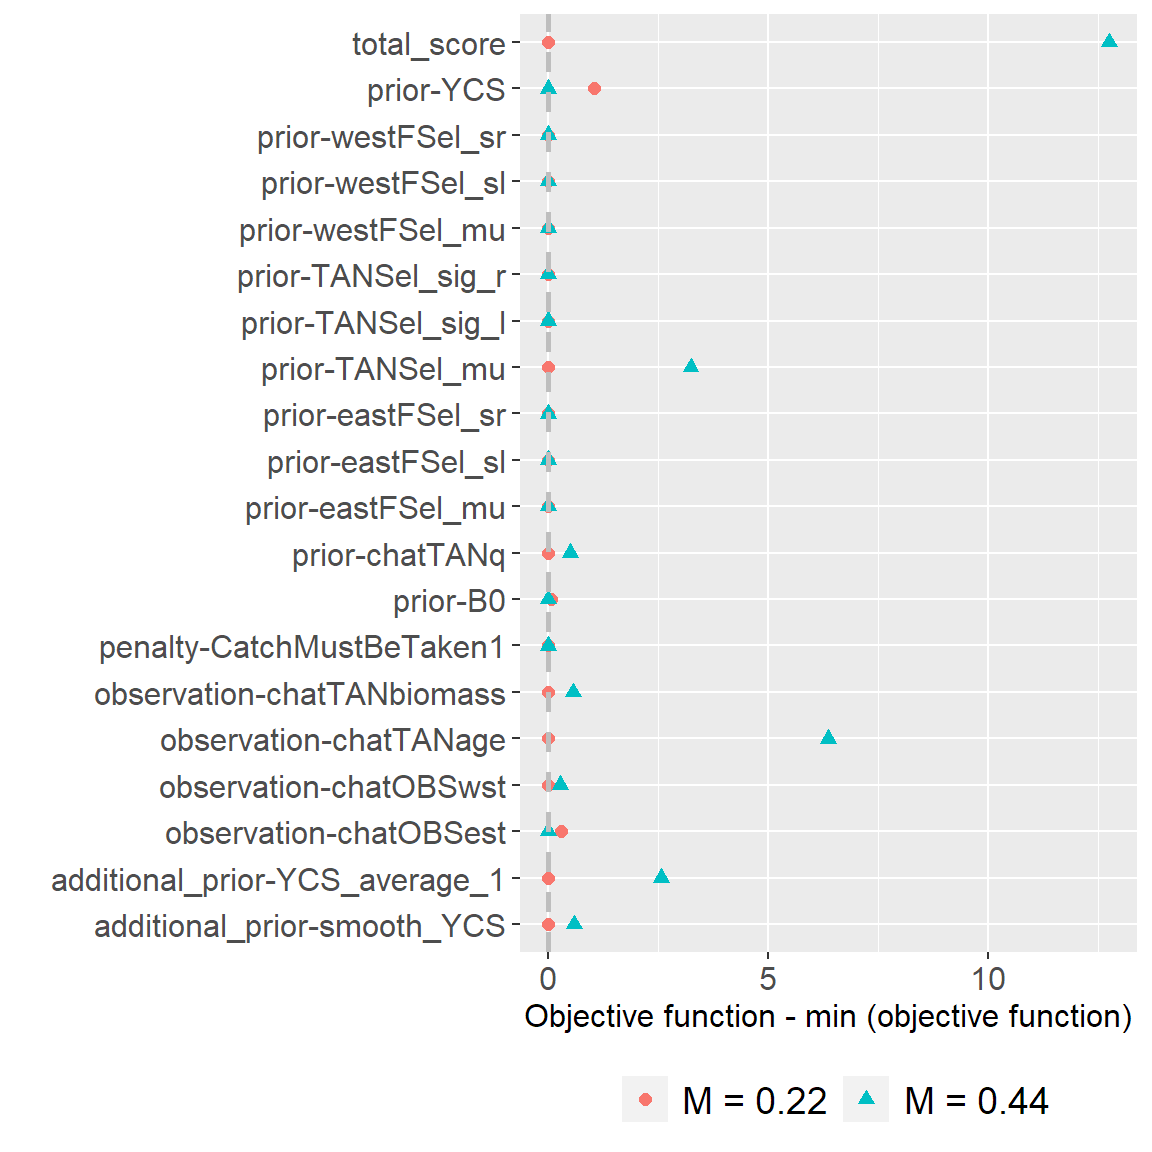 total_score
prior-YCS
prior-westFSel_sr
prior-westFSel_sl
prior-westFSel_mu
prior-TANSel_sig_r
prior-TANSel_sig_l
prior-TANSel_mu
prior-eastFSel_sr
prior-eastFSel_sl
prior-eastFSel_mu
prior-chatTANq
prior-B0
penalty-CatchMustBeTaken1
observation-chatTANbiomass
observation-chatTANage
observation-chatOBSwst
observation-chatOBSest
additional_prior-YCS_average_1
additional_prior-smooth_YCS
0 5 10
Objective function - min (objective function)
M = 0.22 M = 0.44